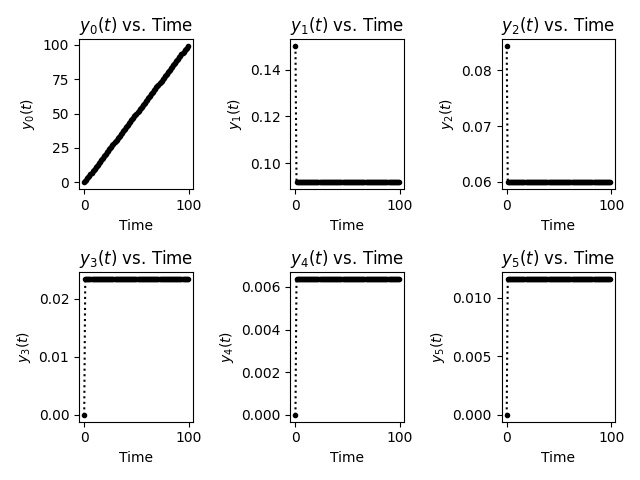 y₀(t) vs. Time
100
75
50
25
0
y₀(t)
0 100
Time
y₁(t) vs. Time
0.14
0.12
0.10
y₁(t)
0 100
Time
y₂(t) vs. Time
0.08
0.07
0.06
y₂(t)
0 100
Time
y₃(t) vs. Time
0.02
0.01
0.00
y₃(t)
0 100
Time
y₄(t) vs. Time
0.006
0.004
0.002
0.000
y₄(t)
0 100
Time
y₅(t) vs. Time
0.010
0.005
0.000
y₅(t)
0 100
Time